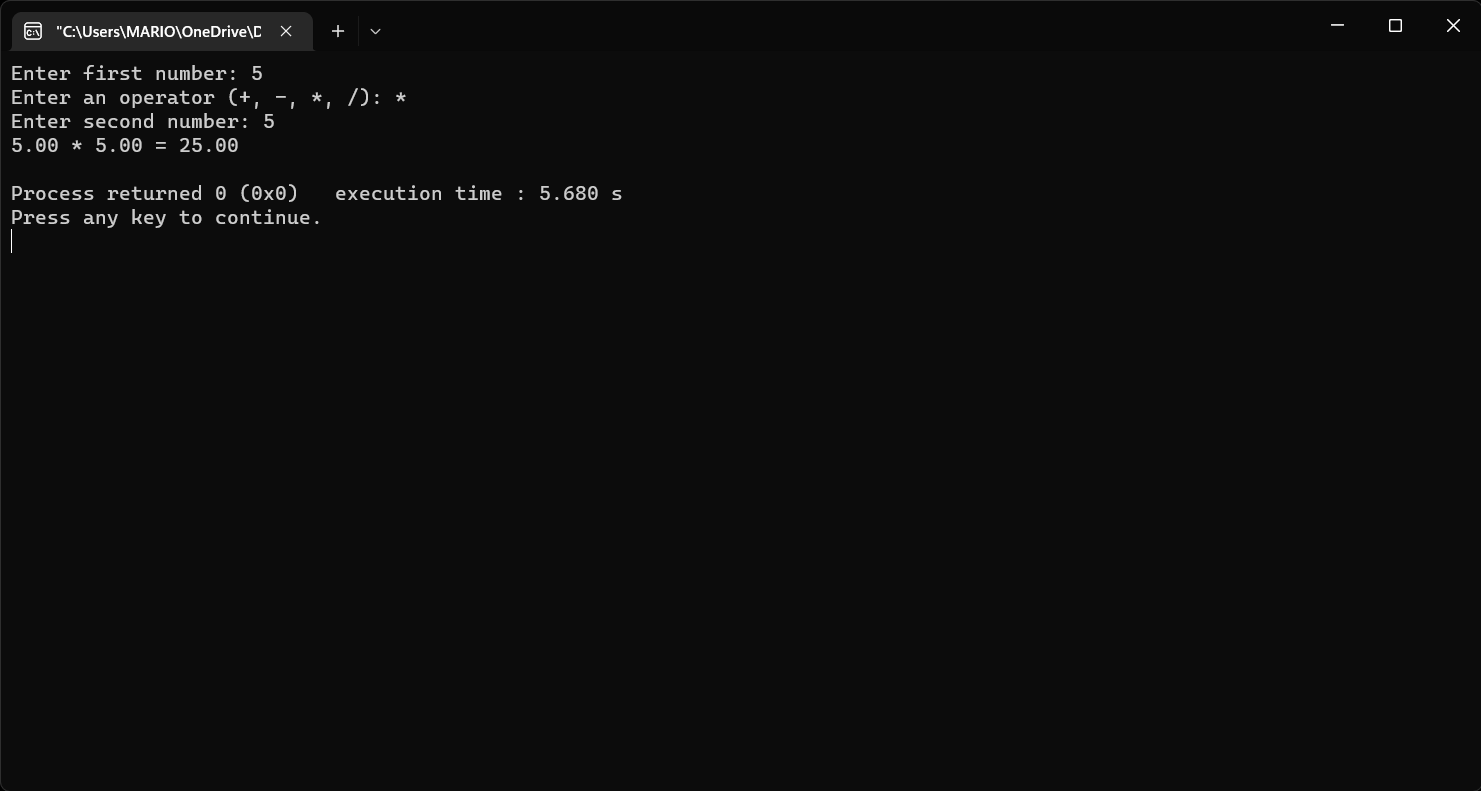 "C:\Users\MARIO\OneDrive\D
Enter first number: 5
Enter an operator (+, -, *, /): *
Enter second number: 5
5.00 * 5.00 = 25.00
Process returned 0 (0x0)   execution time : 5.680 s
Press any key to continue.